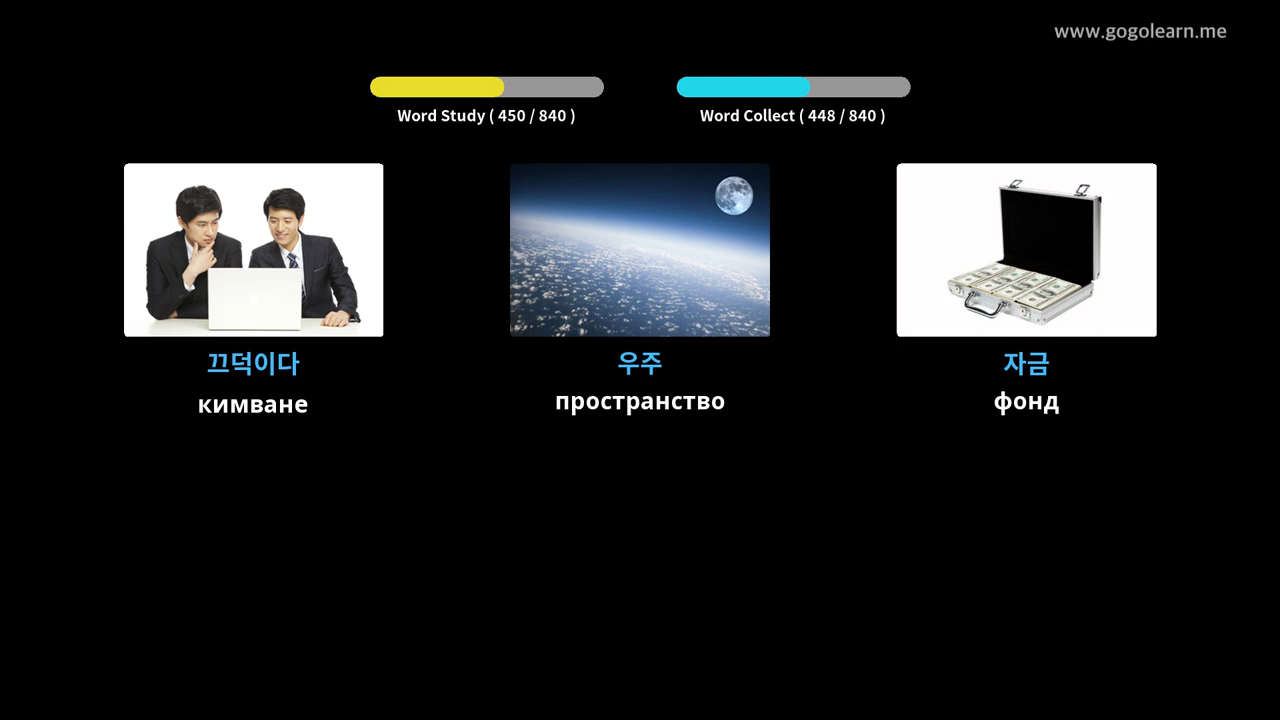 www.gogolearn.me
Word Study ( 450 / 840 )
Word Collect ( 448 / 840 )
끄덕이다
кимване
우주
пространство
자금
фонд